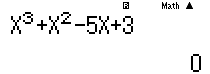 R Math ▲
X³+X²-5X+3
0